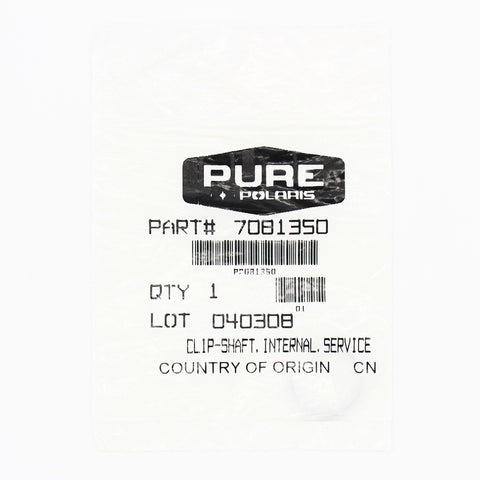 PURE
POLARIS
PART# 7081350
P7081350
QTY 1
01
LOT 040308
CLIP-SHAFT, INTERNAL, SERVICE
COUNTRY OF ORIGIN CN